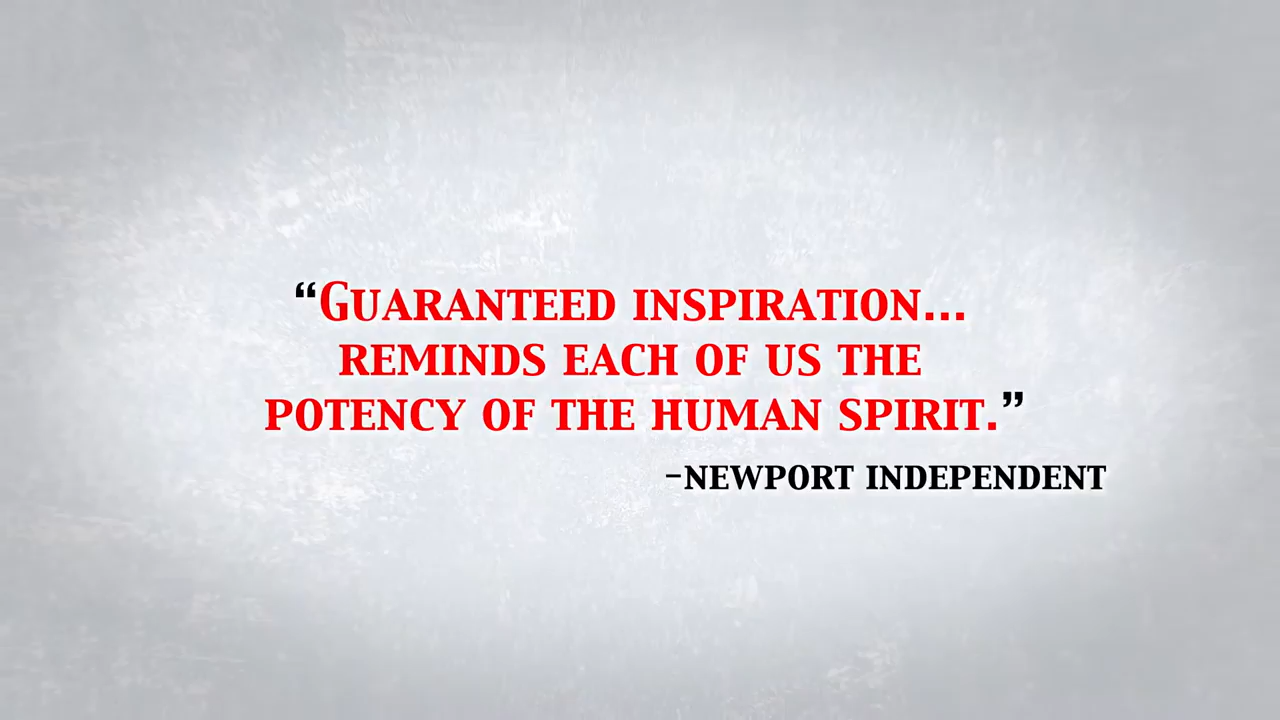 “Guaranteed inspiration...
reminds each of us the
potency of the human spirit.”
-Newport Independent